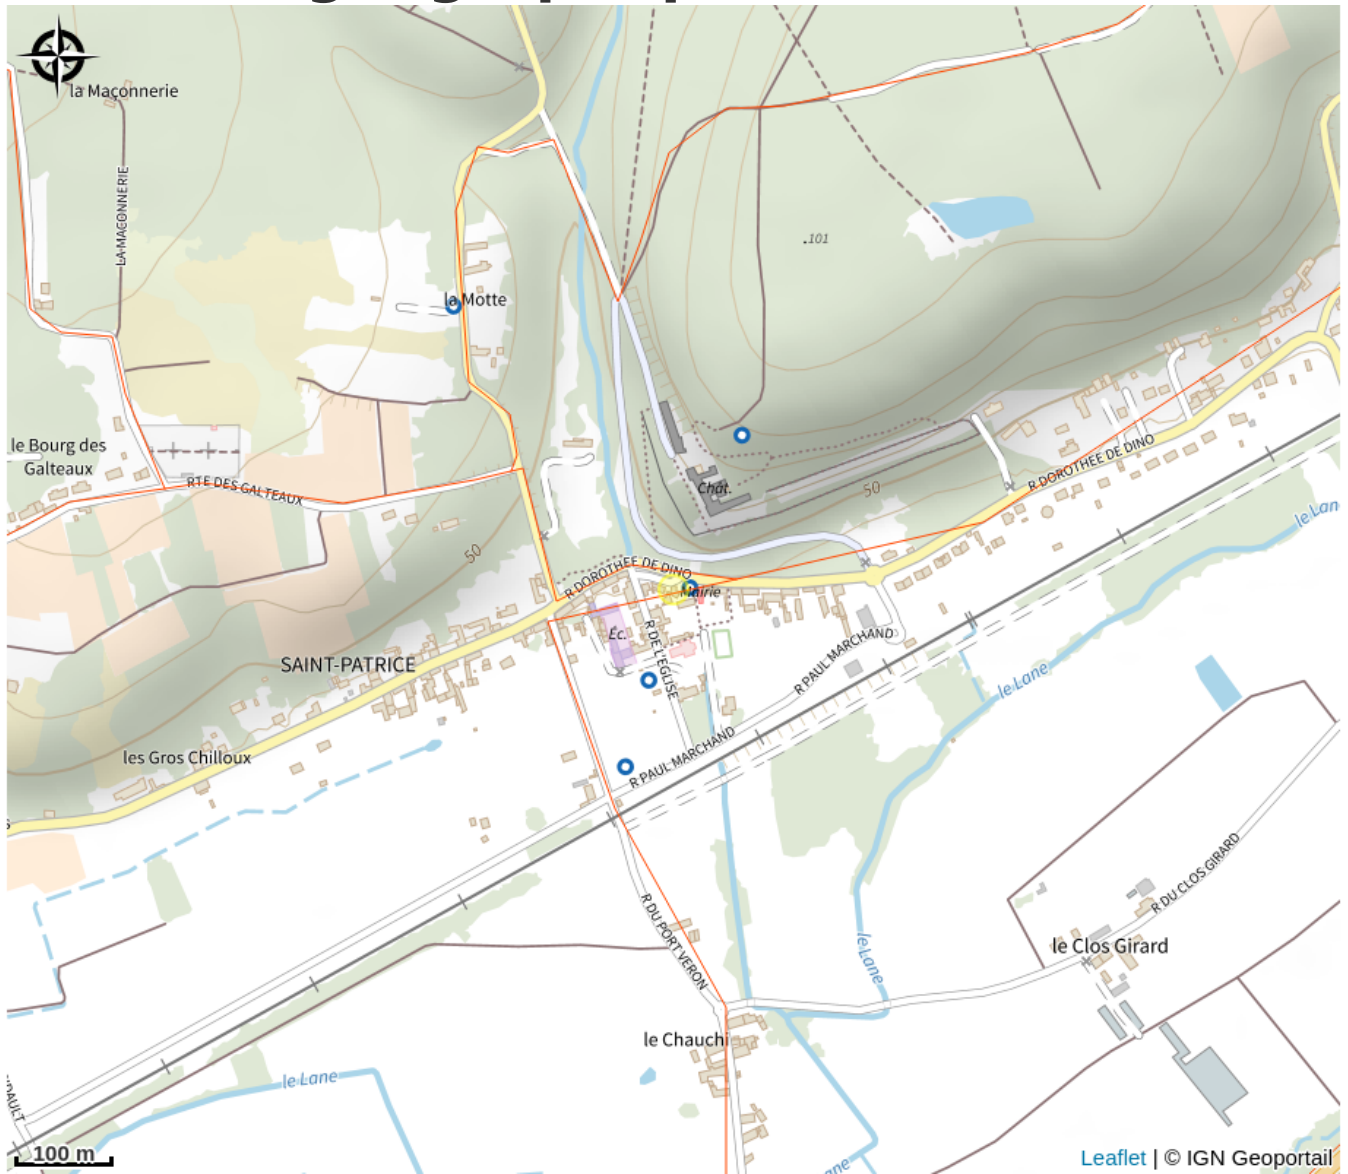 la Maçonnerie
LA MAÇONNERIE
.101
la Motte
le Bourg des
Galteaux
RTE DES GALTEAUX
Chât.
50
R DOROTHEE DE DINO
le Lane
50
R DOROTHEE DE DINO
Mairie
Éc.
R DE L'EGLISE
R PAUL MARCHAND
SAINT-PATRICE
le Lane
les Gros Chilloux
R PAUL MARCHAND
R DU CLOS GIRARD
R DU PORT VERON
le Lane
le Clos Girard
le Chauchi
le Lane
100 m
Leaflet | © IGN Geoportail